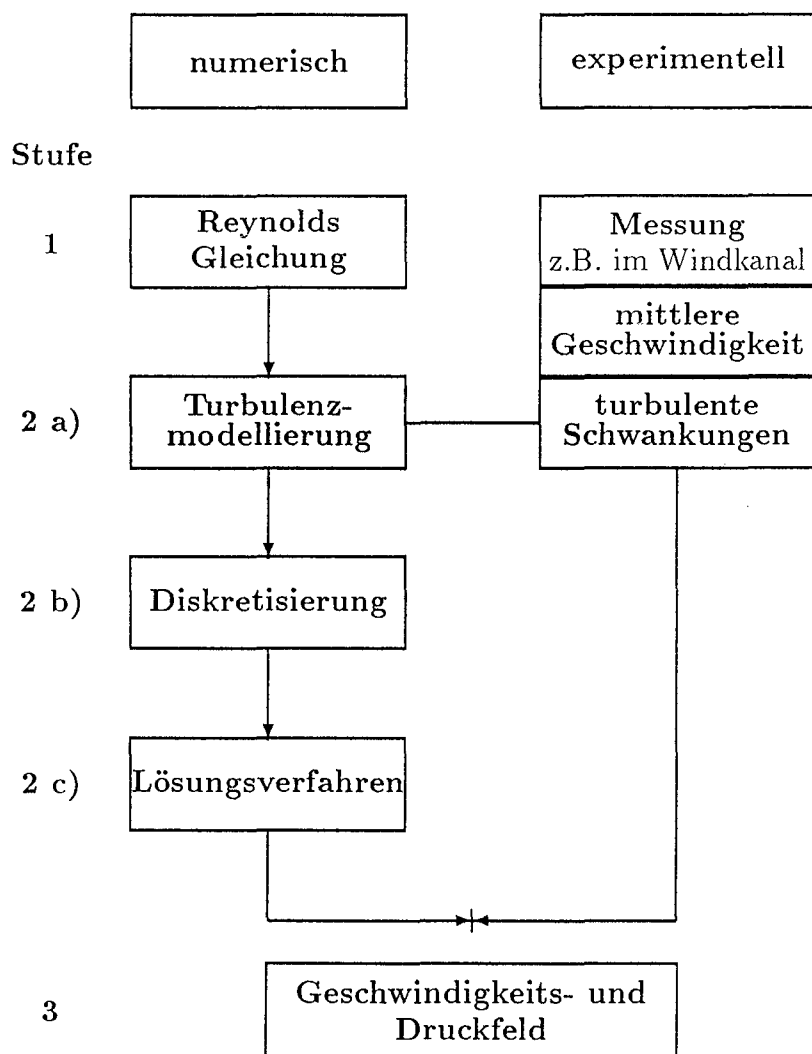 numerisch
experimentell
Stufe
1
Reynolds
Gleichung
Messung
z.B. im Windkanal
mittlere
Geschwindigkeit
2 a)
Turbulenz-
modellierung
turbulente
Schwankungen
2 b)
Diskretisierung
2 c)
Lösungsverfahren
3
Geschwindigkeits- und
Druckfeld